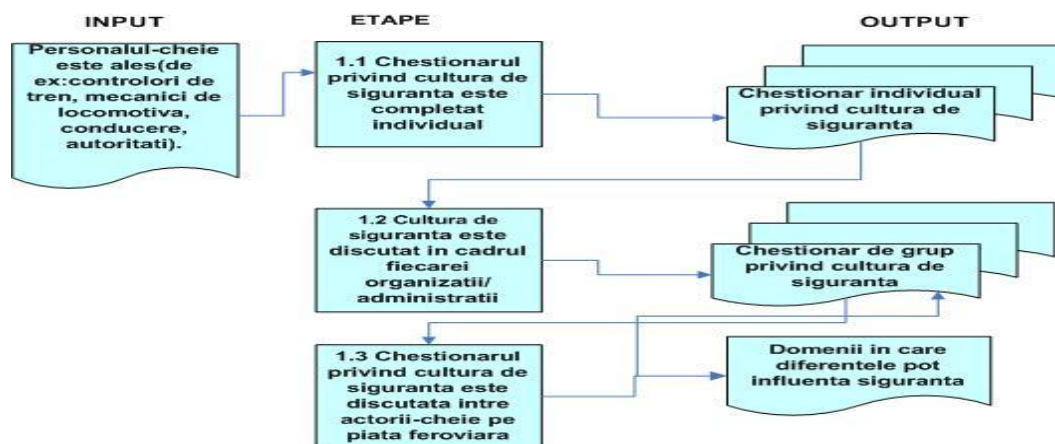 INPUT
ETAPE
OUTPUT
Personalul-cheie
este ales(de
ex:controlori de
tren, mecanici de
locomotiva,
conducere,
autoritati).
1.1 Chestionarul
privind cultura de
siguranta este
completat
individual
Chestionar individual
privind cultura de
siguranta
1.2 Cultura de
siguranta este
discutat in cadrul
fiecarei
organizatii/
administratii
Chestionar de grup
privind cultura de
siguranta
1.3 Chestionarul
privind cultura de
siguranta este
discutata intre
actorii-cheie pe
piata feroviara
Domenii in care
diferentele pot
influenta siguranta